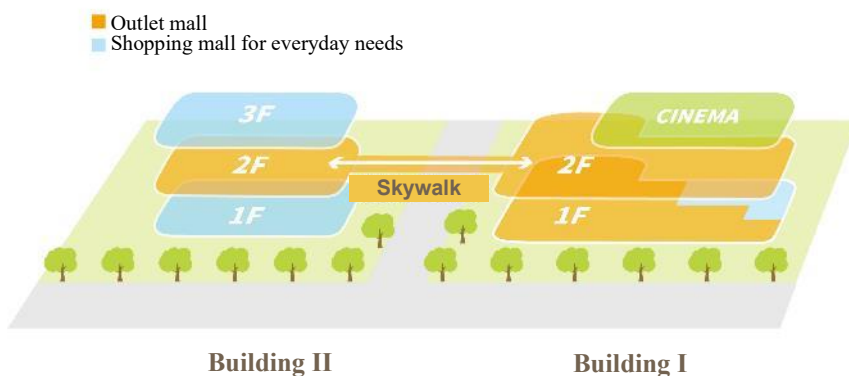 Outlet mall
Shopping mall for everyday needs
3F
CINEMA
2F
2F
Skywalk
1F
1F
Building II
Building I